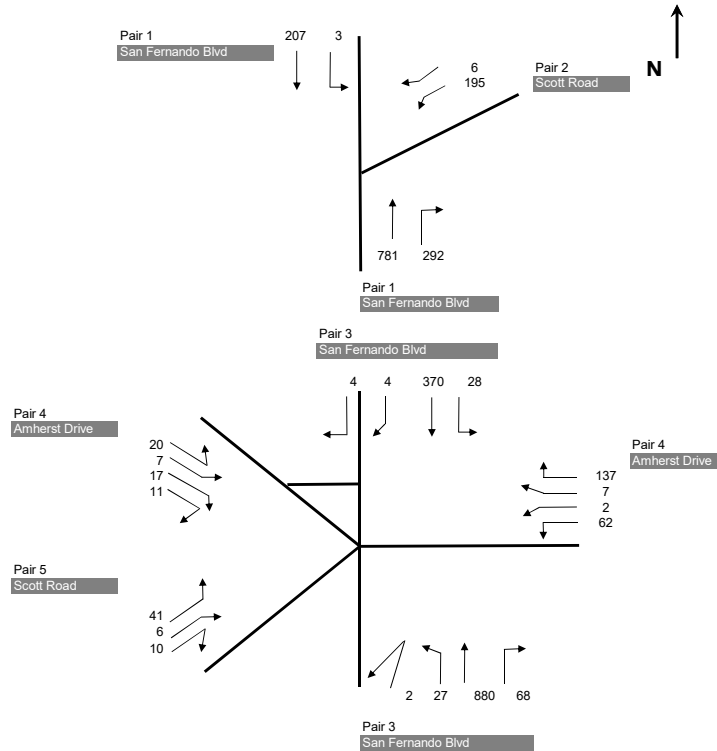 Pair 1
San Fernando Blvd
207 3
6
195
Pair 2
Scott Road
N
781 292
Pair 1
San Fernando Blvd
Pair 3
San Fernando Blvd
4 4 370 28
Pair 4
Amherst Drive
20
7
17
11
Pair 4
Amherst Drive
137
7
2
62
Pair 5
Scott Road
41
6
10
2 27 880 68
Pair 3
San Fernando Blvd